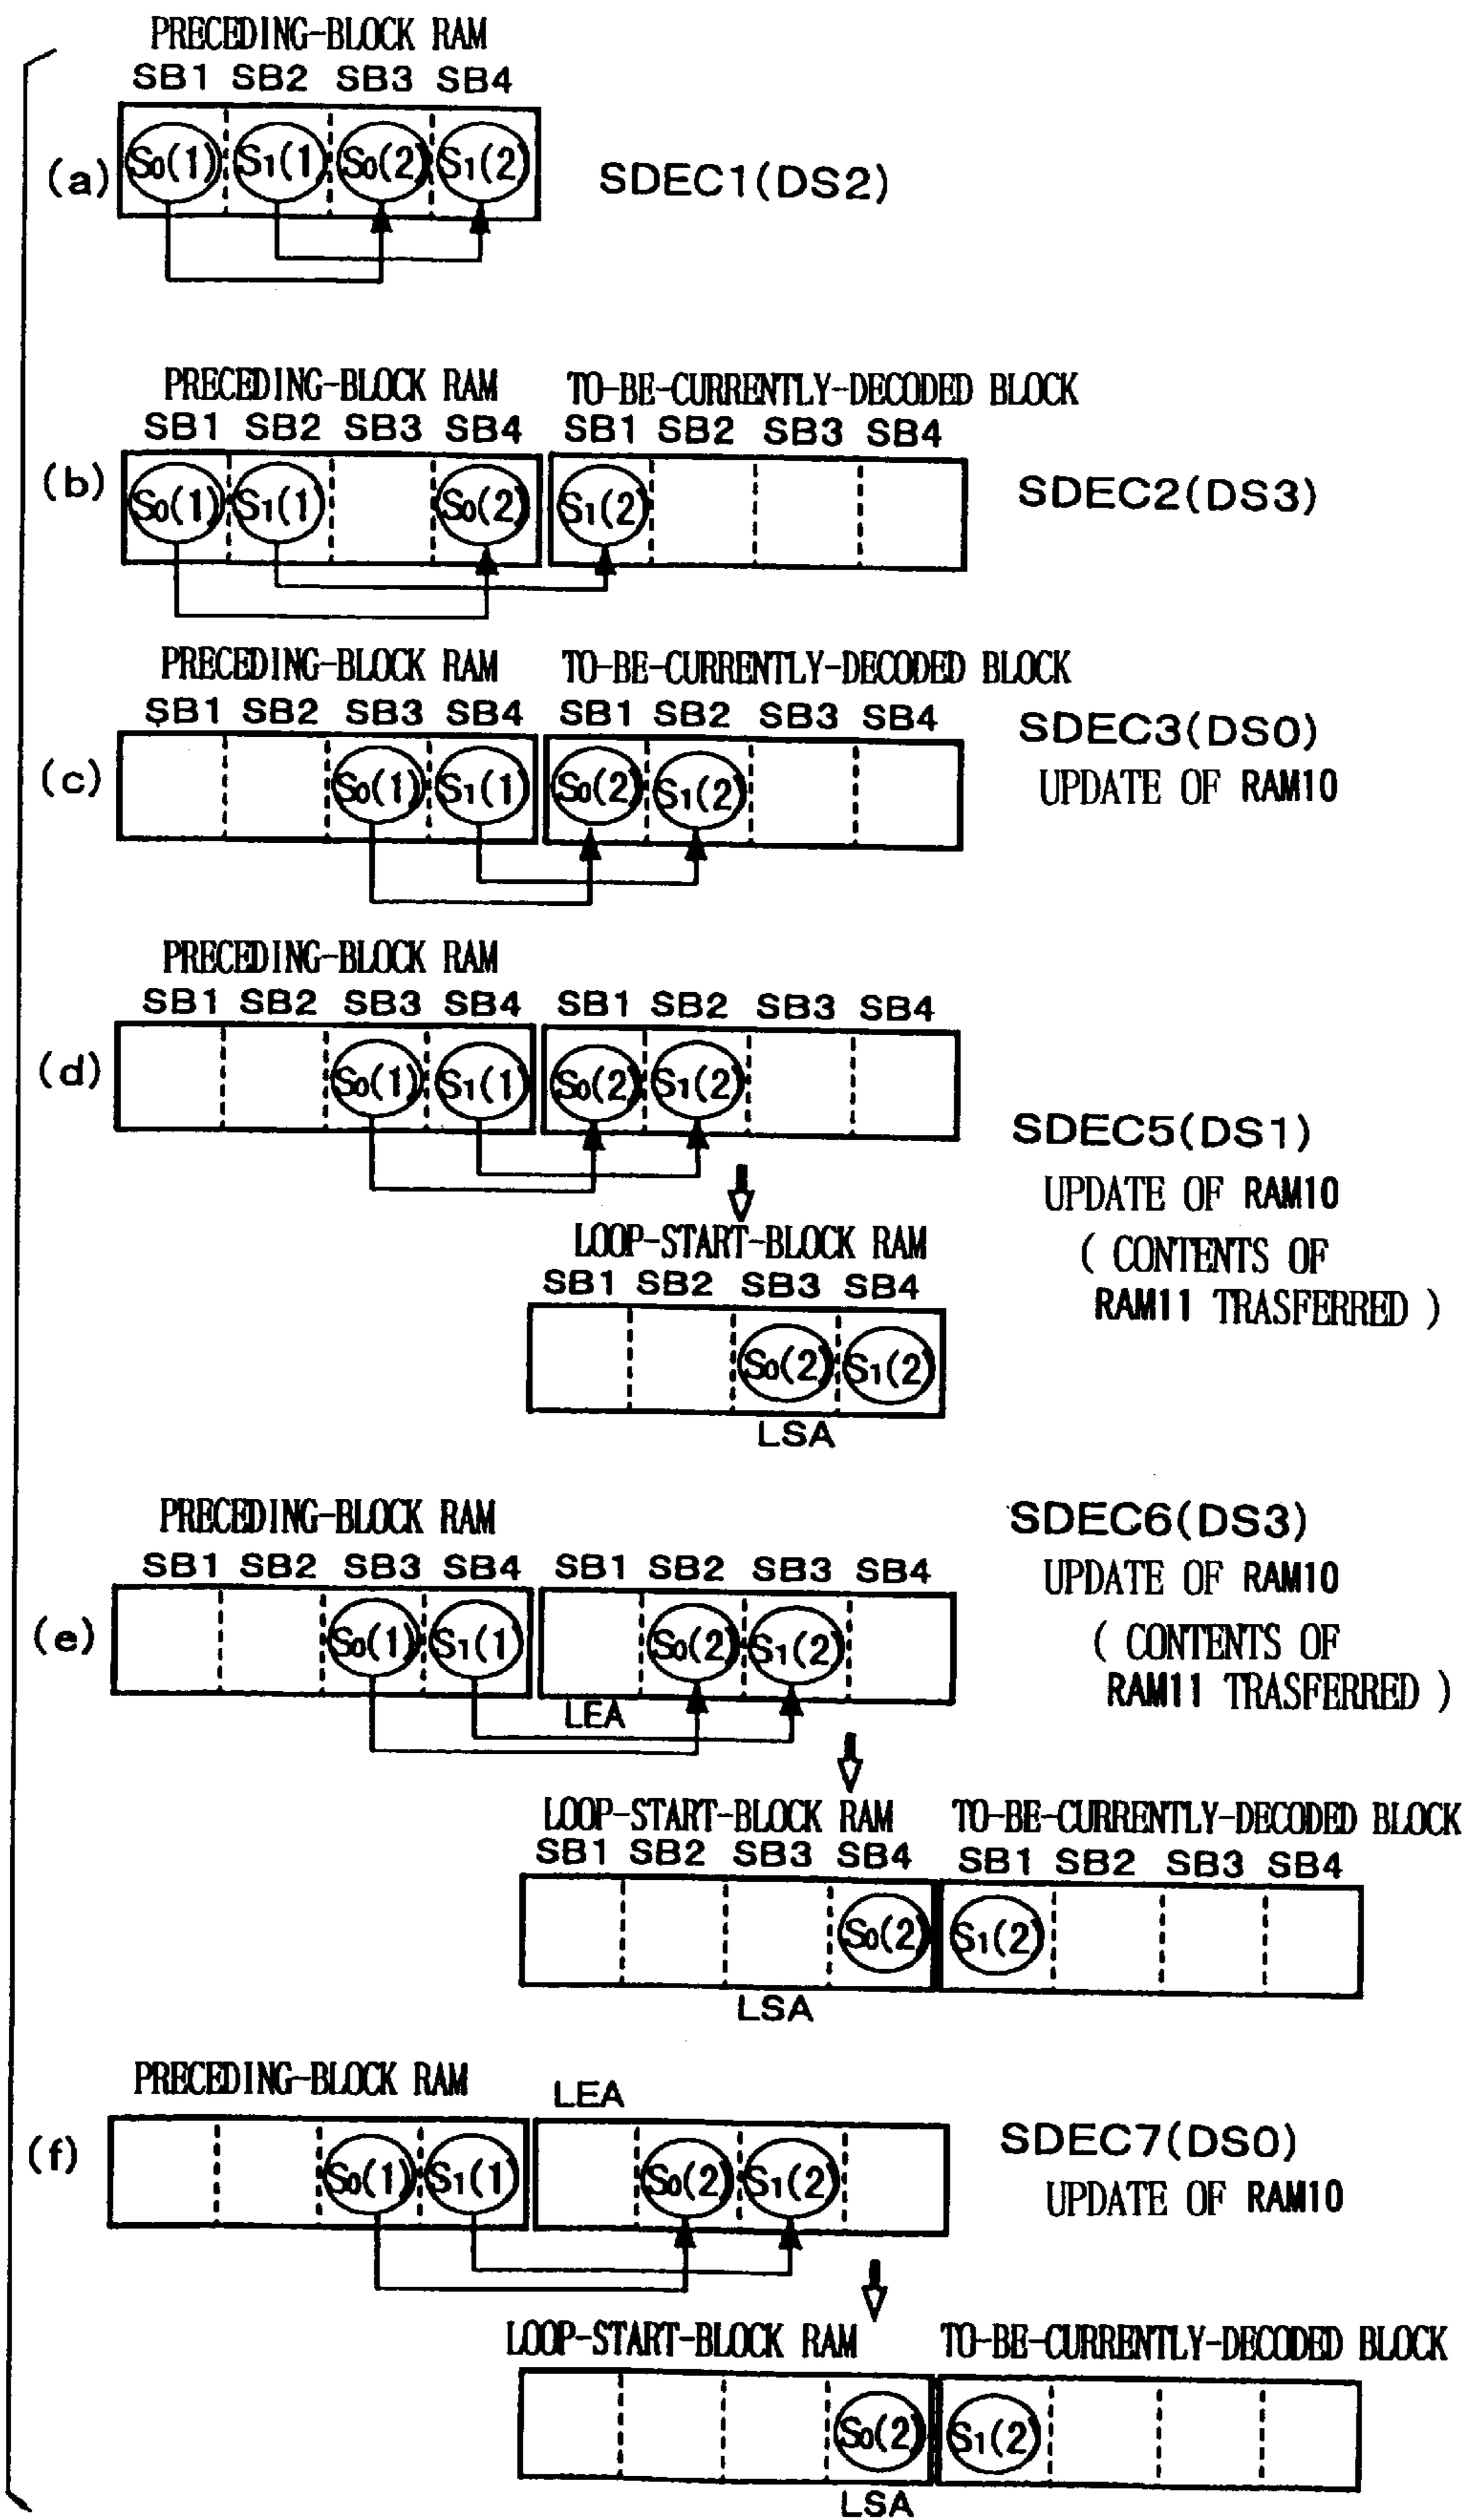 PRECEDING-BLOCK RAM
SB1 SB2 SB3 SB4
(a) S0(1) S1(1) S0(2) S1(2) SDEC1(DS2)
PRECEDING-BLOCK RAM TO-BE-CURRENTLY-DECODED BLOCK
SB1 SB2 SB3 SB4 SB1 SB2 SB3 SB4
(b) S0(1) S1(1) S0(2) S1(2) SDEC2(DS3)
PRECEDING-BLOCK RAM TO-BE-CURRENTLY-DECODED BLOCK
SB1 SB2 SB3 SB4 SB1 SB2 SB3 SB4 SDEC3(DS0)
(c) S0(1) S1(1) S0(2) S1(2) UPDATE OF RAM10
PRECEDING-BLOCK RAM
SB1 SB2 SB3 SB4 SB1 SB2 SB3 SB4
(d) S0(1) S1(1) S0(2) S1(2)
SDEC5(DS1)
UPDATE OF RAM10
( CONTENTS OF
RAM11 TRASFERRED )
LOOP-START-BLOCK RAM
SB1 SB2 SB3 SB4
S0(2) S1(2)
LSA
PRECEDING-BLOCK RAM SDEC6(DS3)
SB1 SB2 SB3 SB4 SB1 SB2 SB3 SB4 UPDATE OF RAM10
(e) S0(1) S1(1) S0(2) S1(2) ( CONTENTS OF
LEA RAM11 TRASFERRED )
LOOP-START-BLOCK RAM TO-BE-CURRENTLY-DECODED BLOCK
SB1 SB2 SB3 SB4 SB1 SB2 SB3 SB4
S0(2) S1(2)
LSA
PRECEDING-BLOCK RAM LEA
(f) S0(1) S1(1) S0(2) S1(2) SDEC7(DS0)
UPDATE OF RAM10
LOOP-START-BLOCK RAM TO-BE-CURRENTLY-DECODED BLOCK
S0(2) S1(2)
LSA